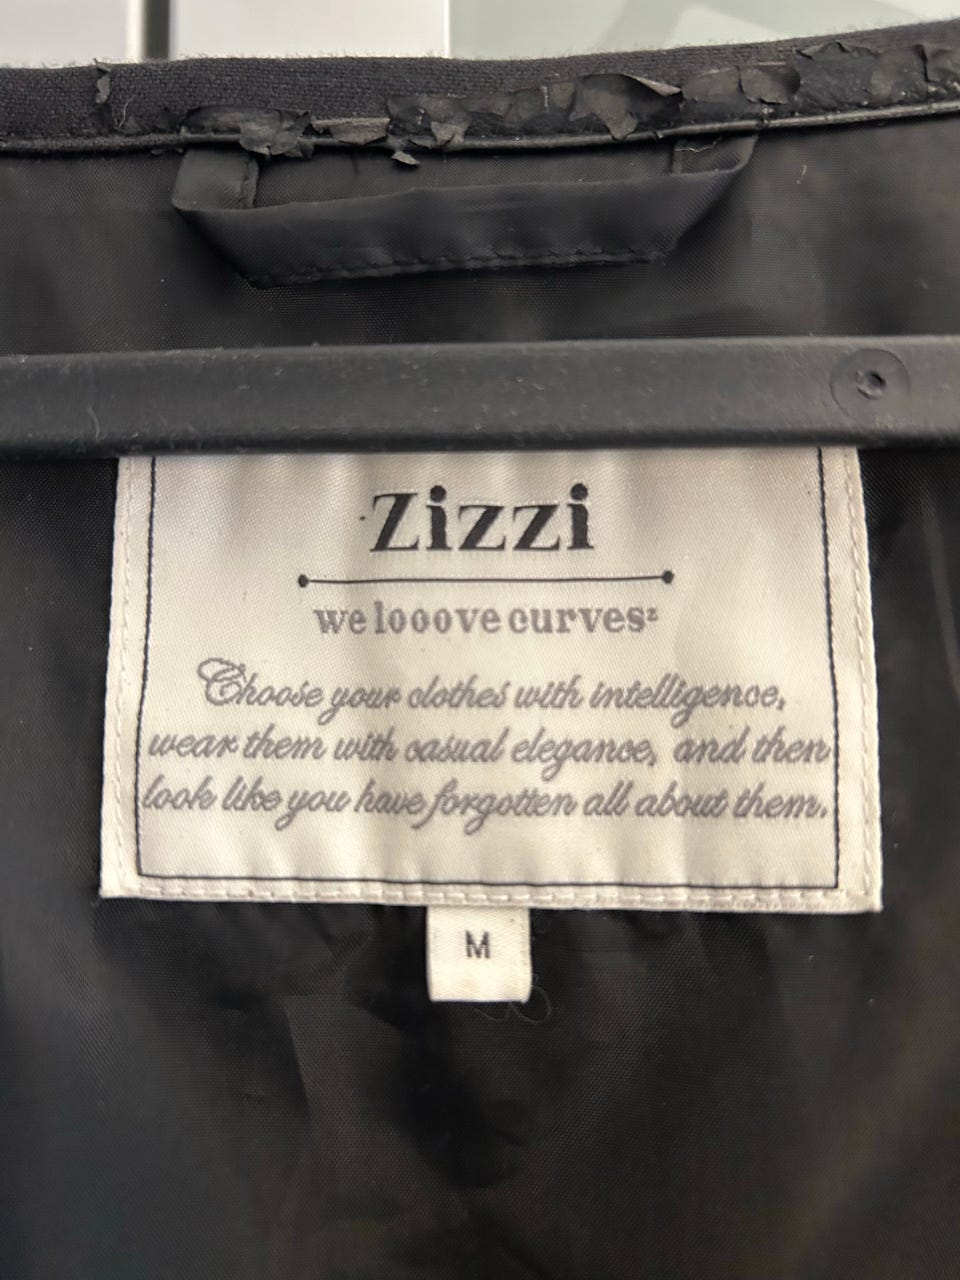 Zizzi
we looove curvesᶻ
Choose your clothes with intelligence,
wear them with casual elegance, and then
look like you have forgotten all about them.
M